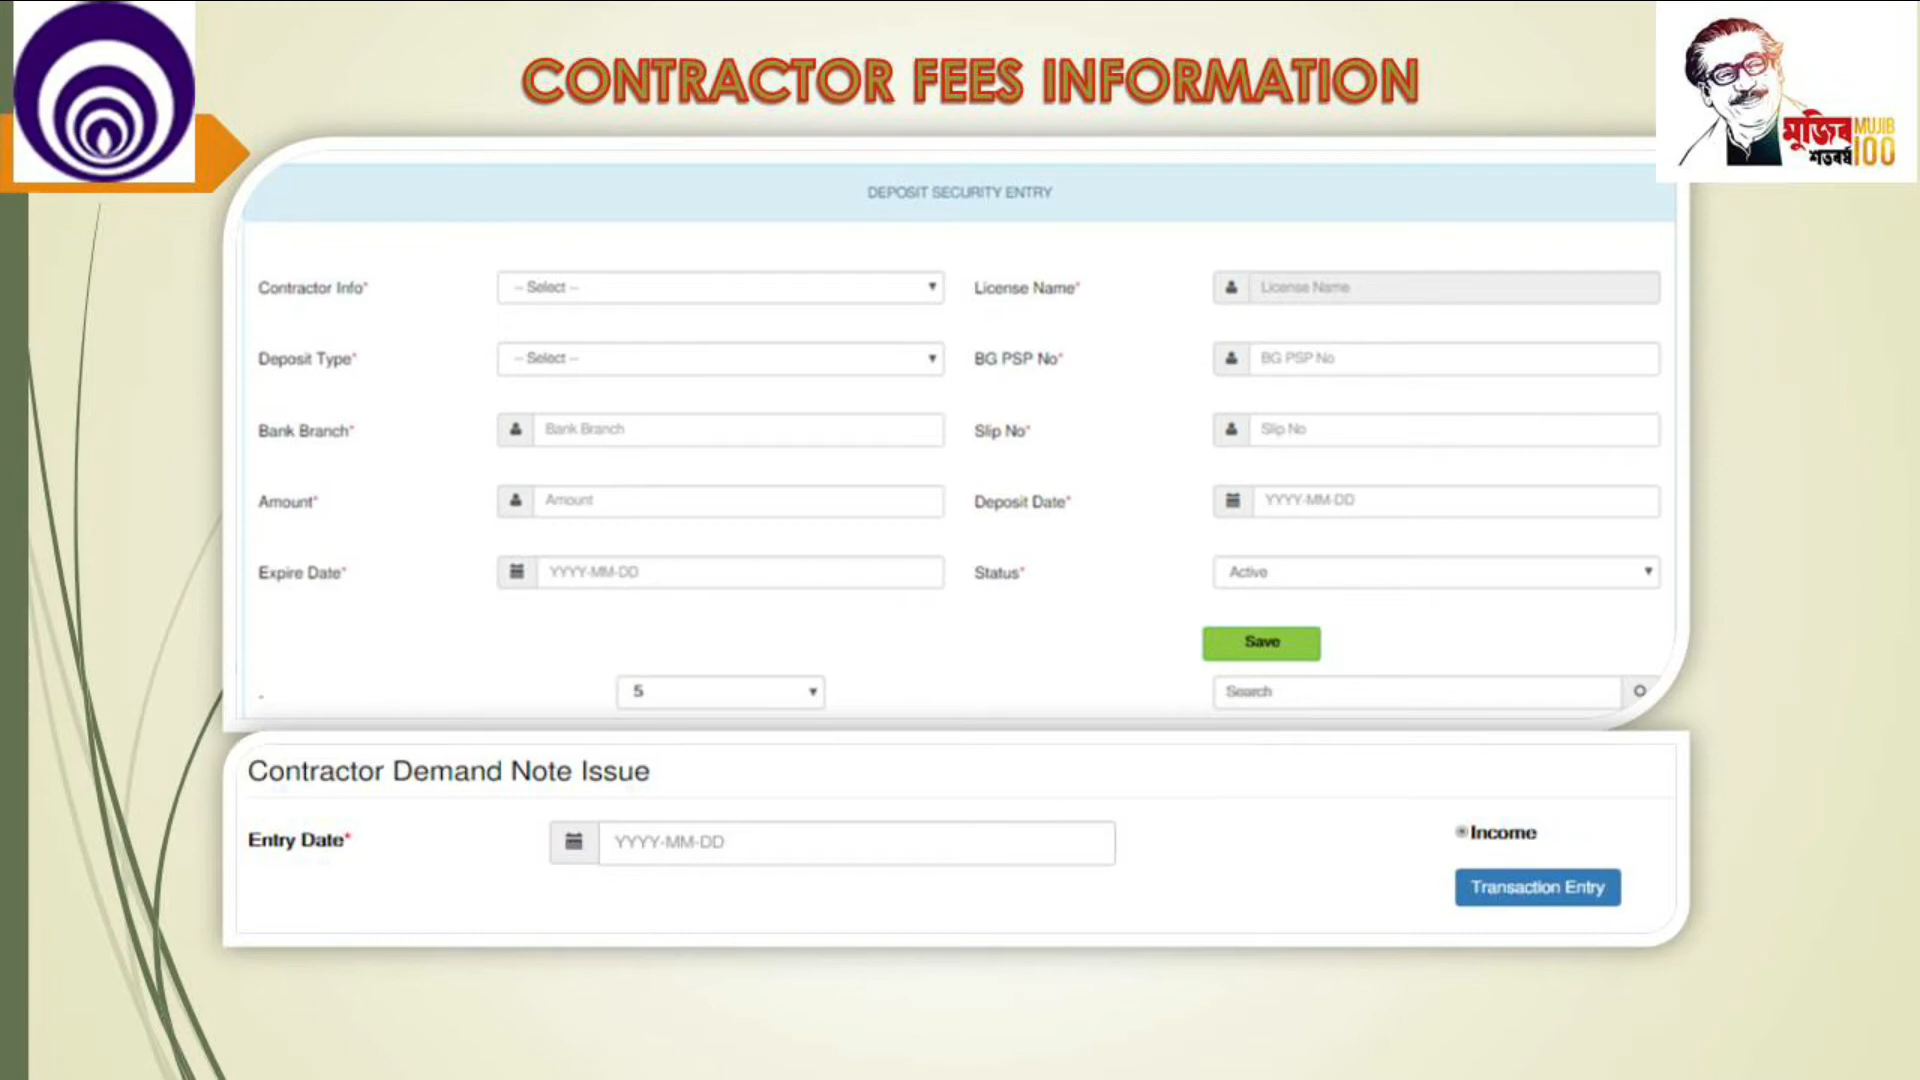 CONTRACTOR FEES INFORMATION
মুজিব MUJIB
শতবর্ষ 100
DEPOSIT SECURITY ENTRY
Contractor Info* -- Select -- License Name* License Name
Deposit Type* -- Select -- BG PSP No* BG PSP No
Bank Branch* Bank Branch Slip No* Slip No
Amount* Amount Deposit Date* YYYY-MM-DD
Expire Date* YYYY-MM-DD Status* Active
Save
5 Search
Contractor Demand Note Issue
Entry Date* YYYY-MM-DD Income
Transaction Entry